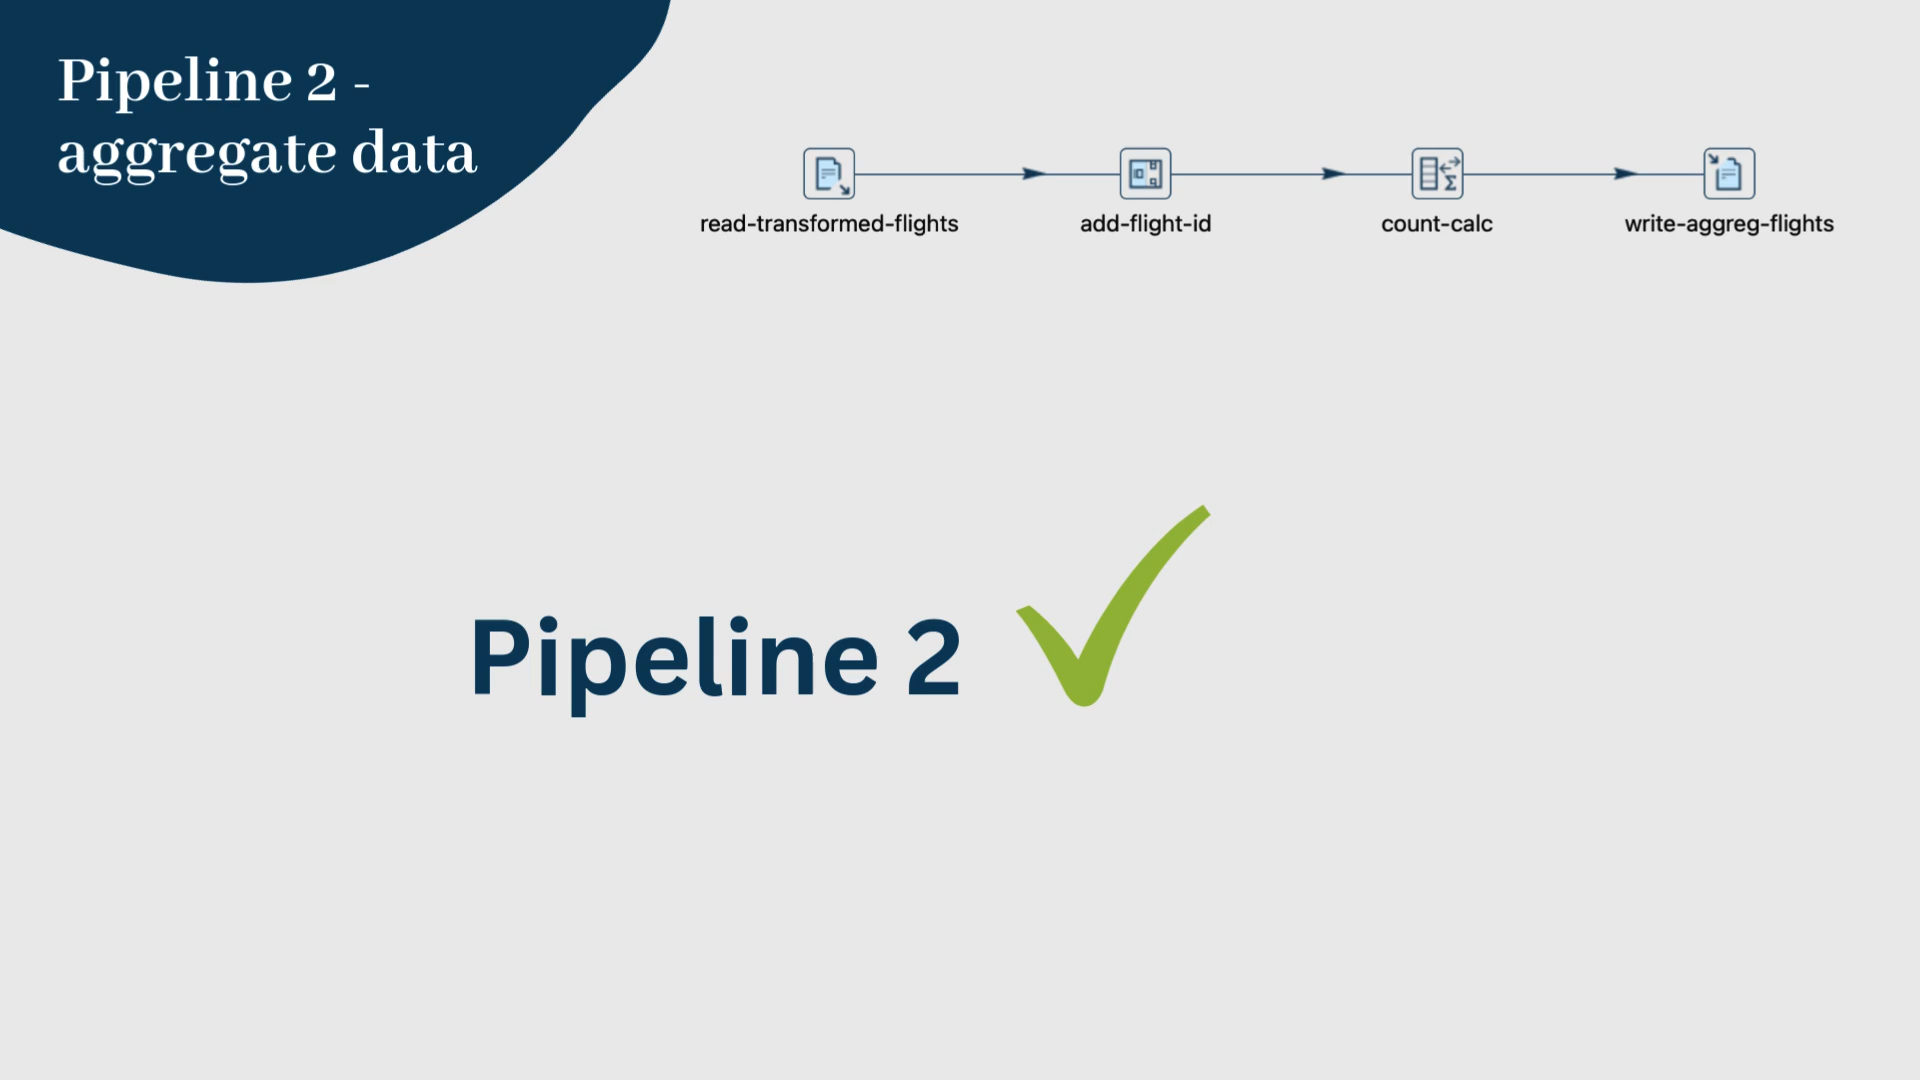 Pipeline 2 -
aggregate data
read-transformed-flights
add-flight-id
count-calc
write-aggreg-flights
Pipeline 2